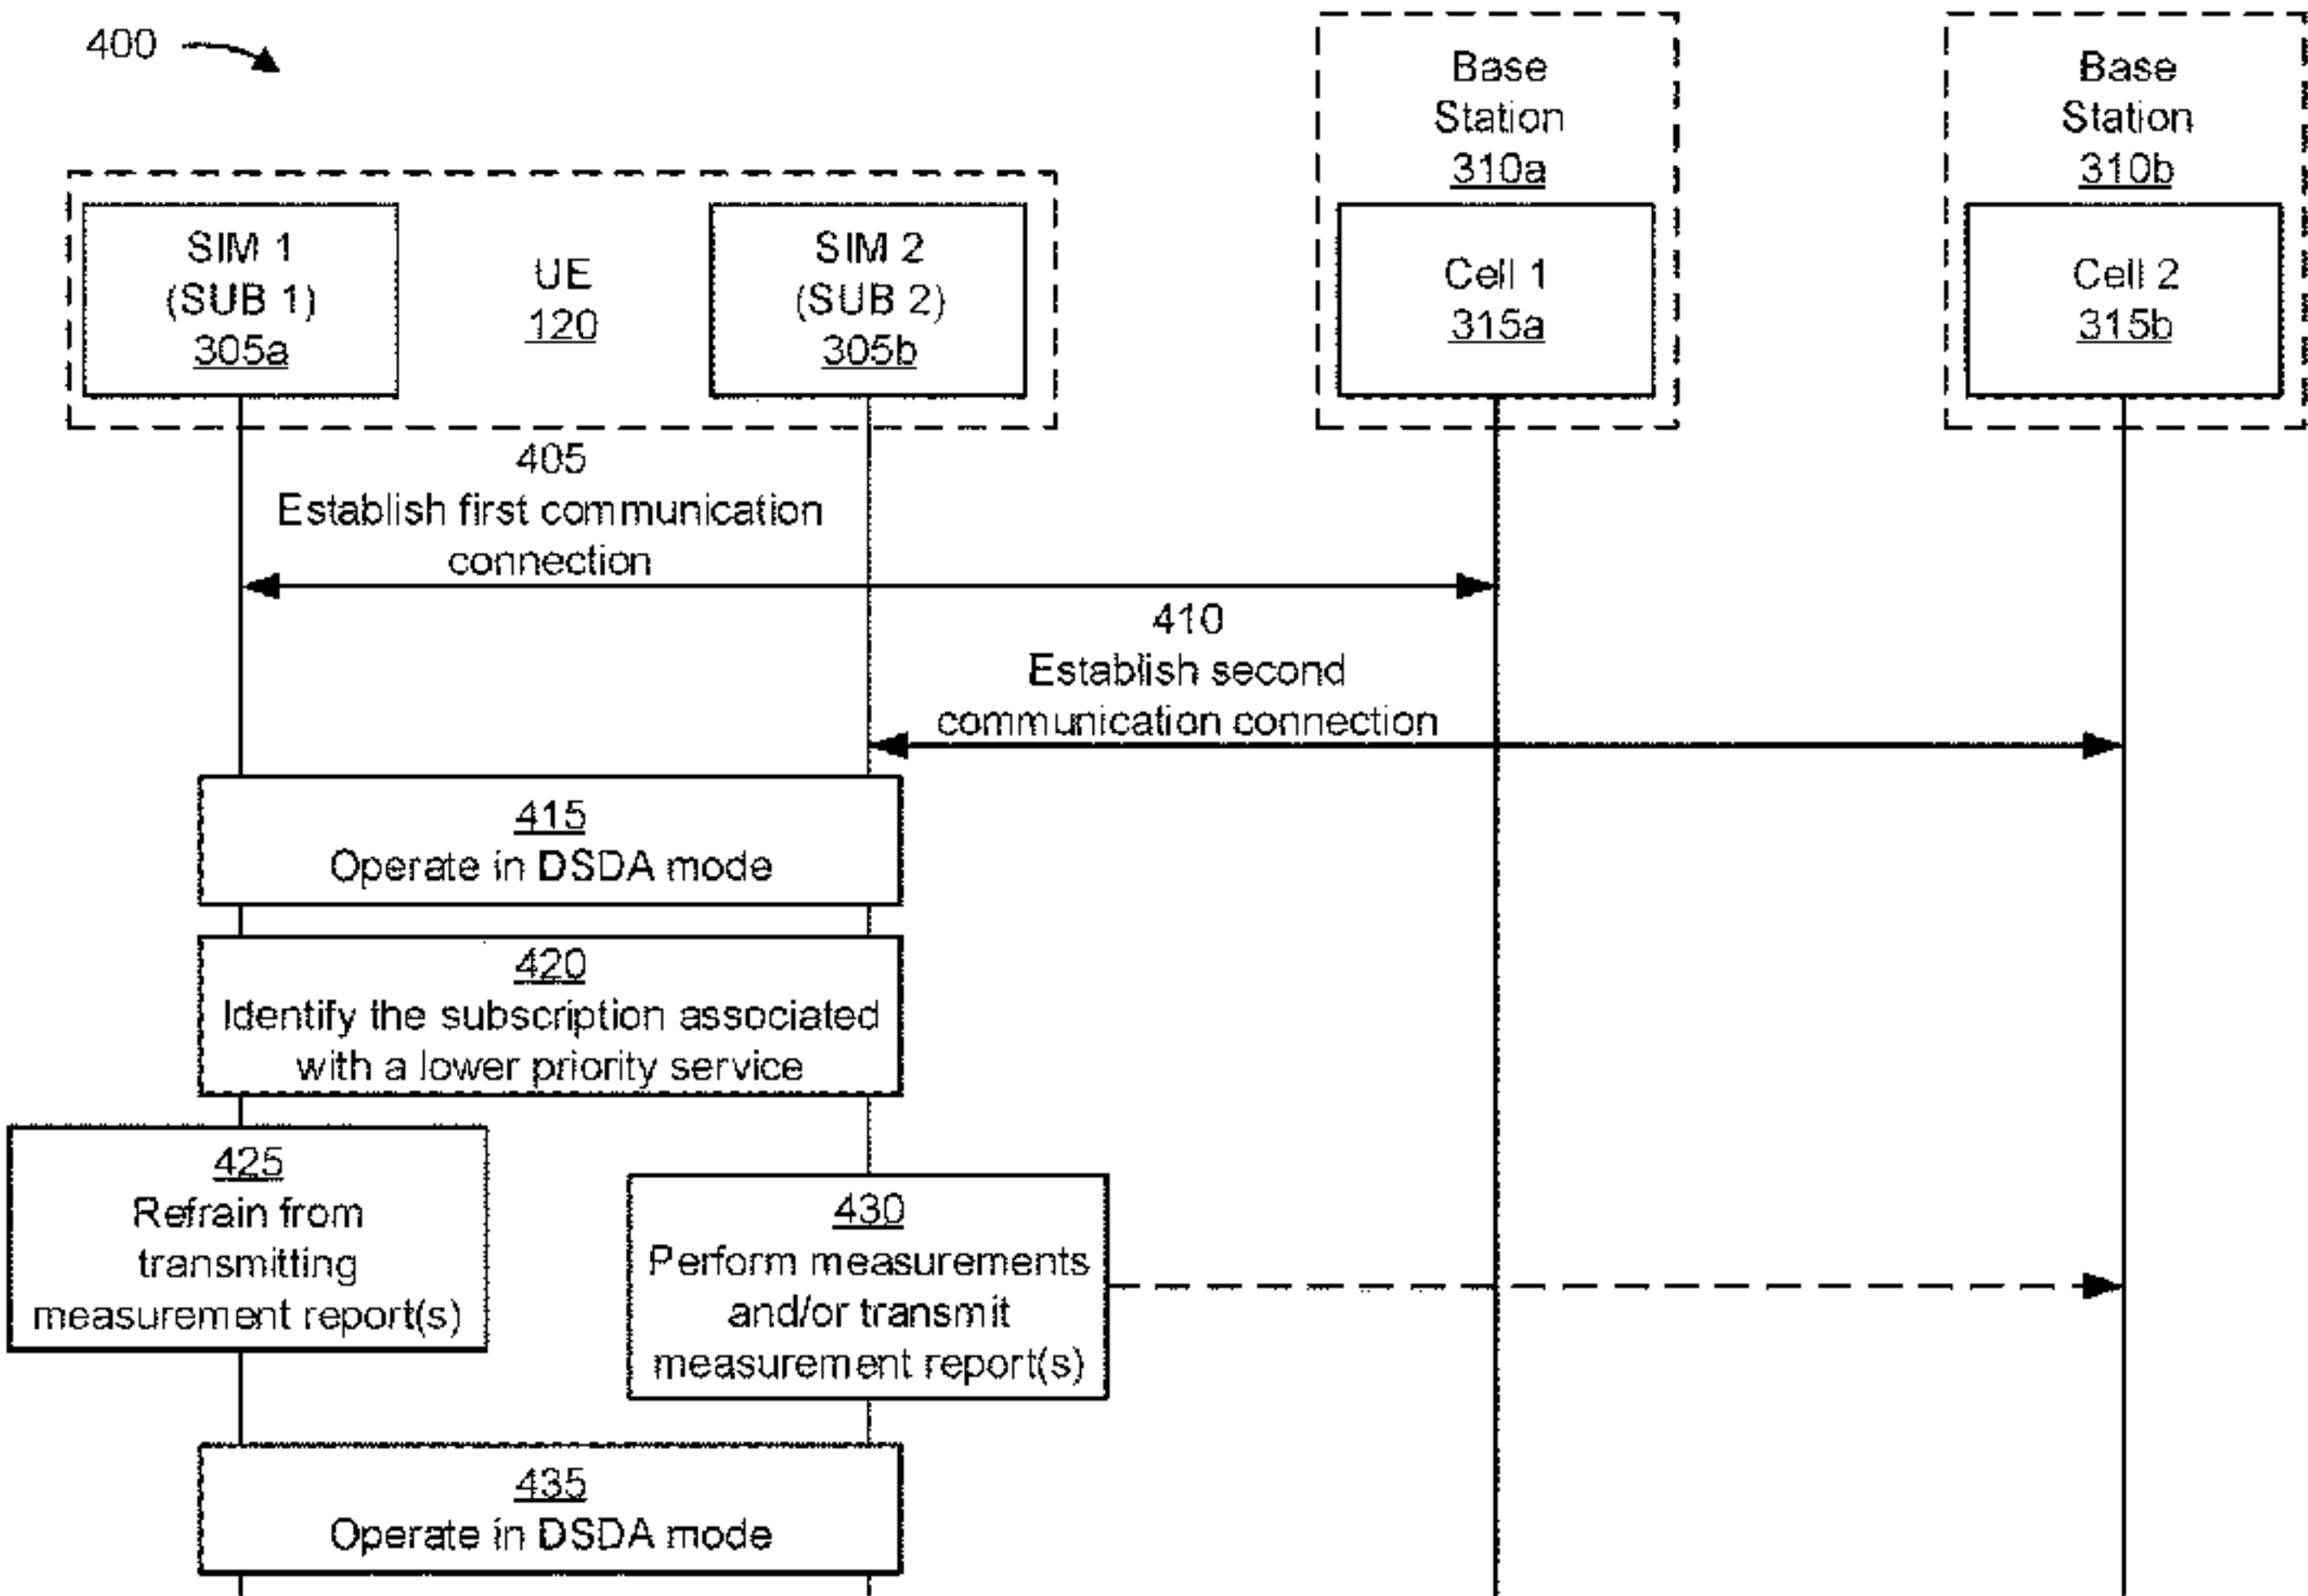 400
Base
Station
310a
Base
Station
310b
SIM 1
(SUB 1)
305a
UE
120
SIM 2
(SUB 2)
305b
Cell 1
315a
Cell 2
315b
405
Establish first communication
connection
410
Establish second
communication connection
415
Operate in DSDA mode
420
Identify the subscription associated
with a lower priority service
425
Refrain from
transmitting
measurement report(s)
430
Perform measurements
and/or transmit
measurement report(s)
435
Operate in DSDA mode